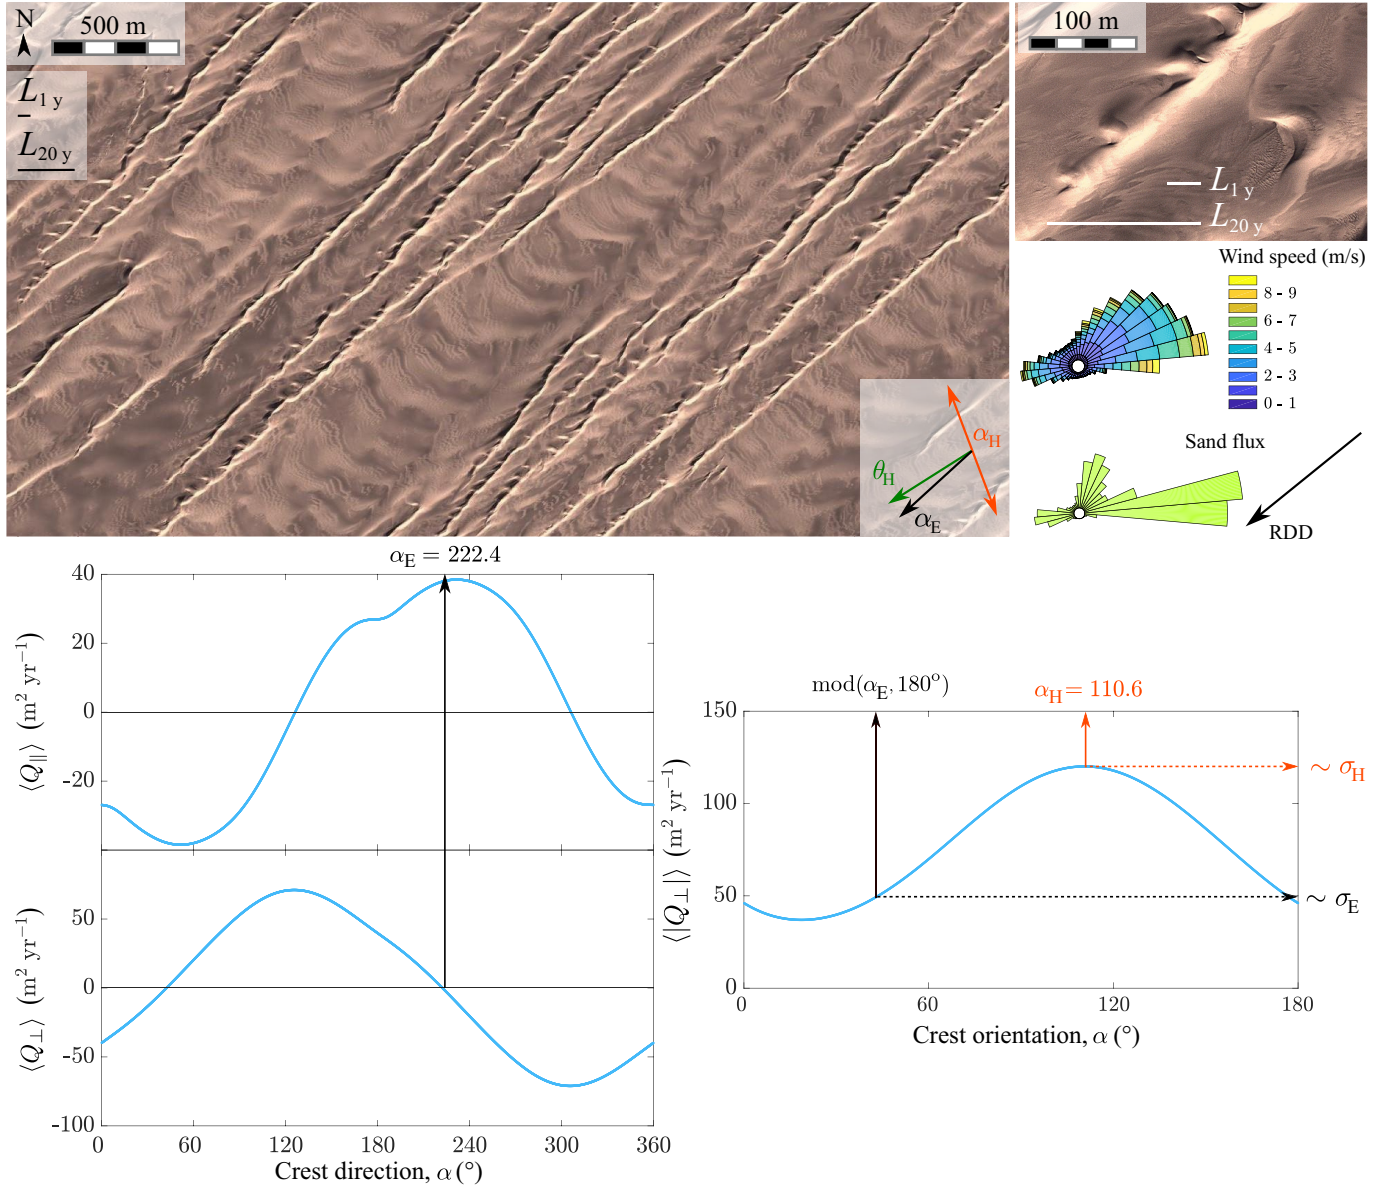 N
500 m
L1 y
L20 y
αH
θH
αE
100 m
L1 y
L20 y
Wind speed (m/s)
8 - 9
6 - 7
4 - 5
2 - 3
0 - 1
Sand flux
RDD
αE = 222.4
40
20
0
-20
⟨Q∥⟩ (m² yr⁻¹)
50
0
-50
-100
⟨Q⊥⟩ (m² yr⁻¹)
0 60 120 180 240 300 360
Crest direction, α (°)
mod(αE, 180°)
αH = 110.6
150
100
50
0
⟨|Q⊥|⟩ (m² yr⁻¹)
∼ σH
∼ σE
0 60 120 180
Crest orientation, α (°)